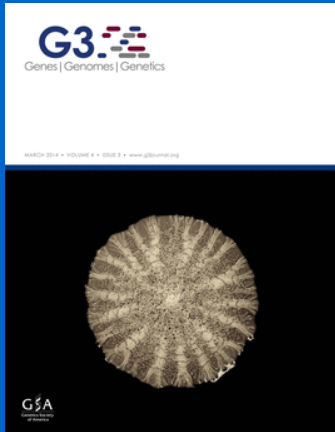 G3
Genes | Genomes | Genetics
MARCH 2014 • VOLUME 4 • ISSUE 3 • www.g3journal.org
GSA
Genetics Society
of America